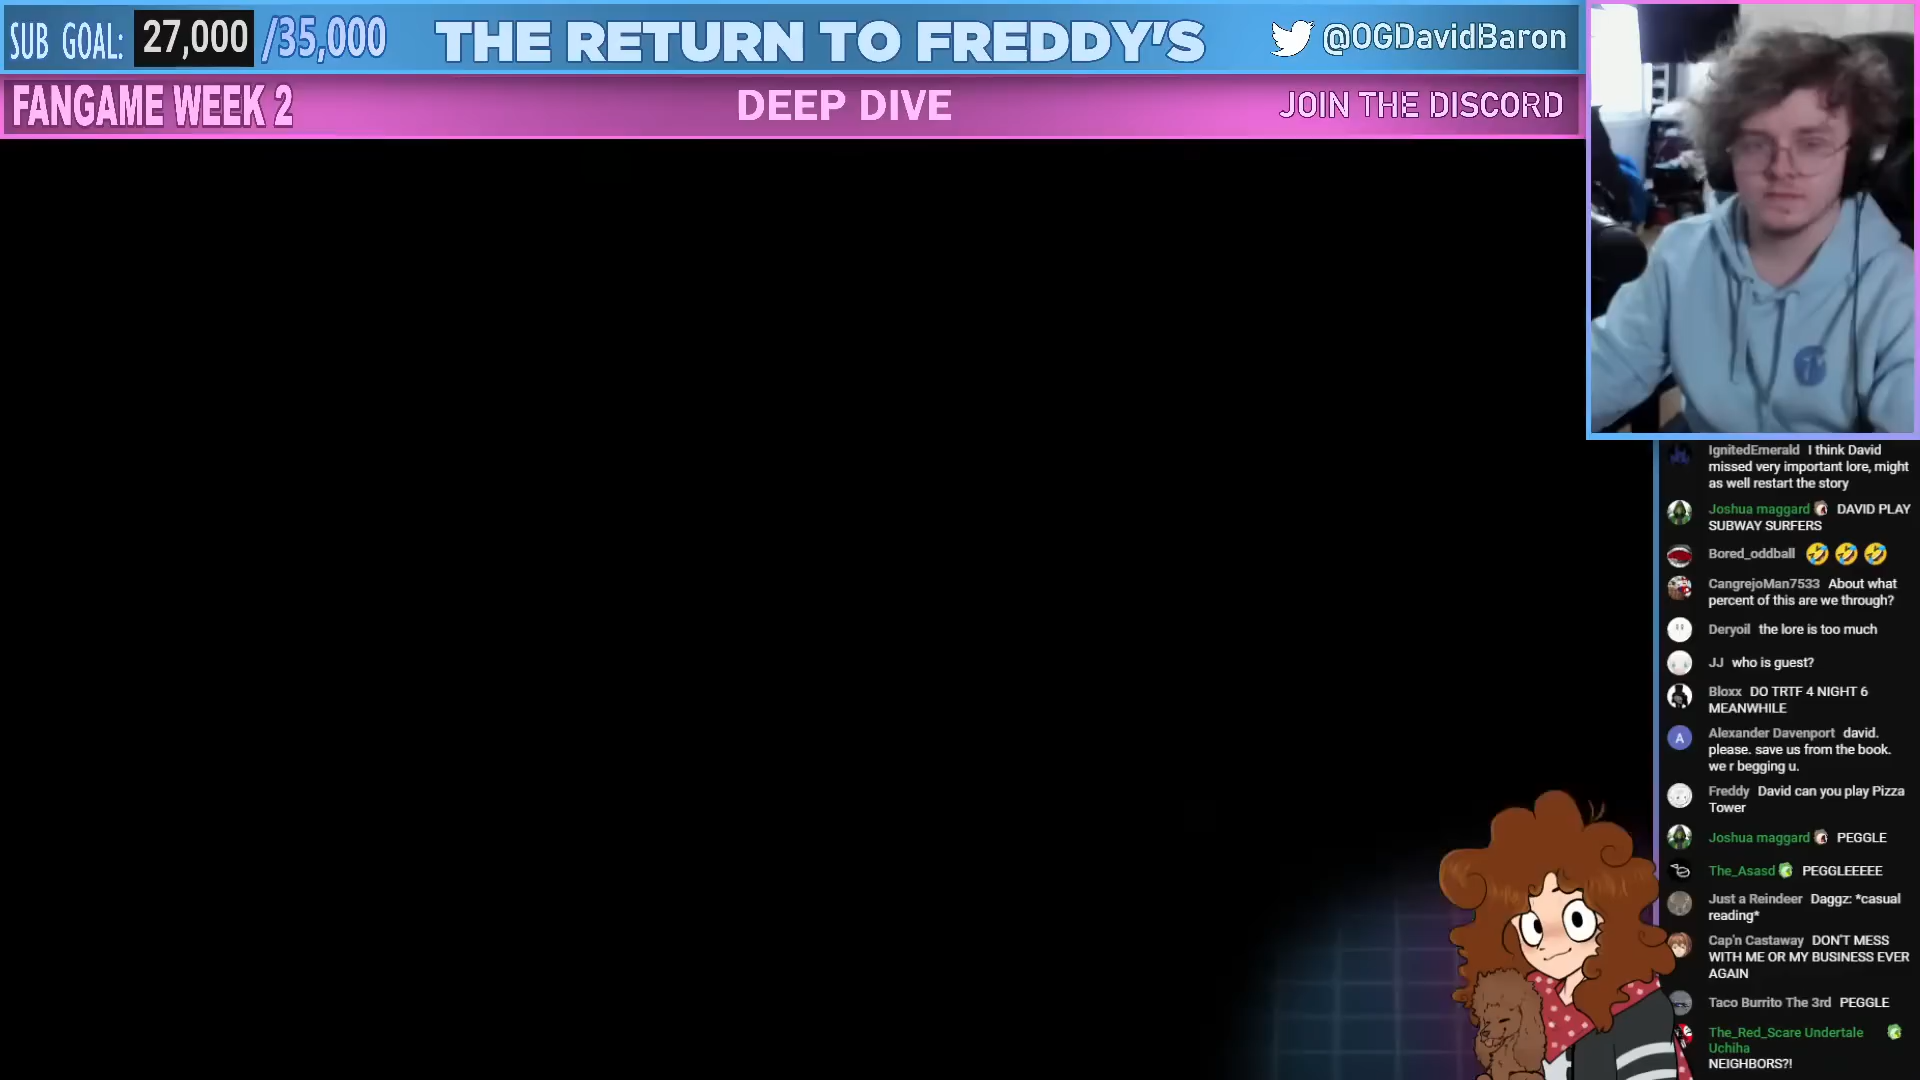 SUB GOAL: 27,000 /35,000 THE RETURN TO FREDDY'S @OGDavidBaron
FANGAME WEEK 2 DEEP DIVE JOIN THE DISCORD
IgnitedEmerald I think David
missed very important lore, might
as well restart the story
Joshua maggard DAVID PLAY
SUBWAY SURFERS
Bored_oddball
CangrejoMan7533 About what
percent of this are we through?
Deryoil the lore is too much
JJ who is guest?
Bloxx DO TRTF 4 NIGHT 6
MEANWHILE
A Alexander Davenport david.
please. save us from the book.
we r begging u.
Freddy David can you play Pizza
Tower
Joshua maggard PEGGLE
The_Asasd PEGGLEEEEE
Just a Reindeer Daggz: *casual
reading*
Cap'n Castaway DON'T MESS
WITH ME OR MY BUSINESS EVER
AGAIN
Taco Burrito The 3rd PEGGLE
The_Red_Scare Undertale
Uchiha
NEIGHBORS?!